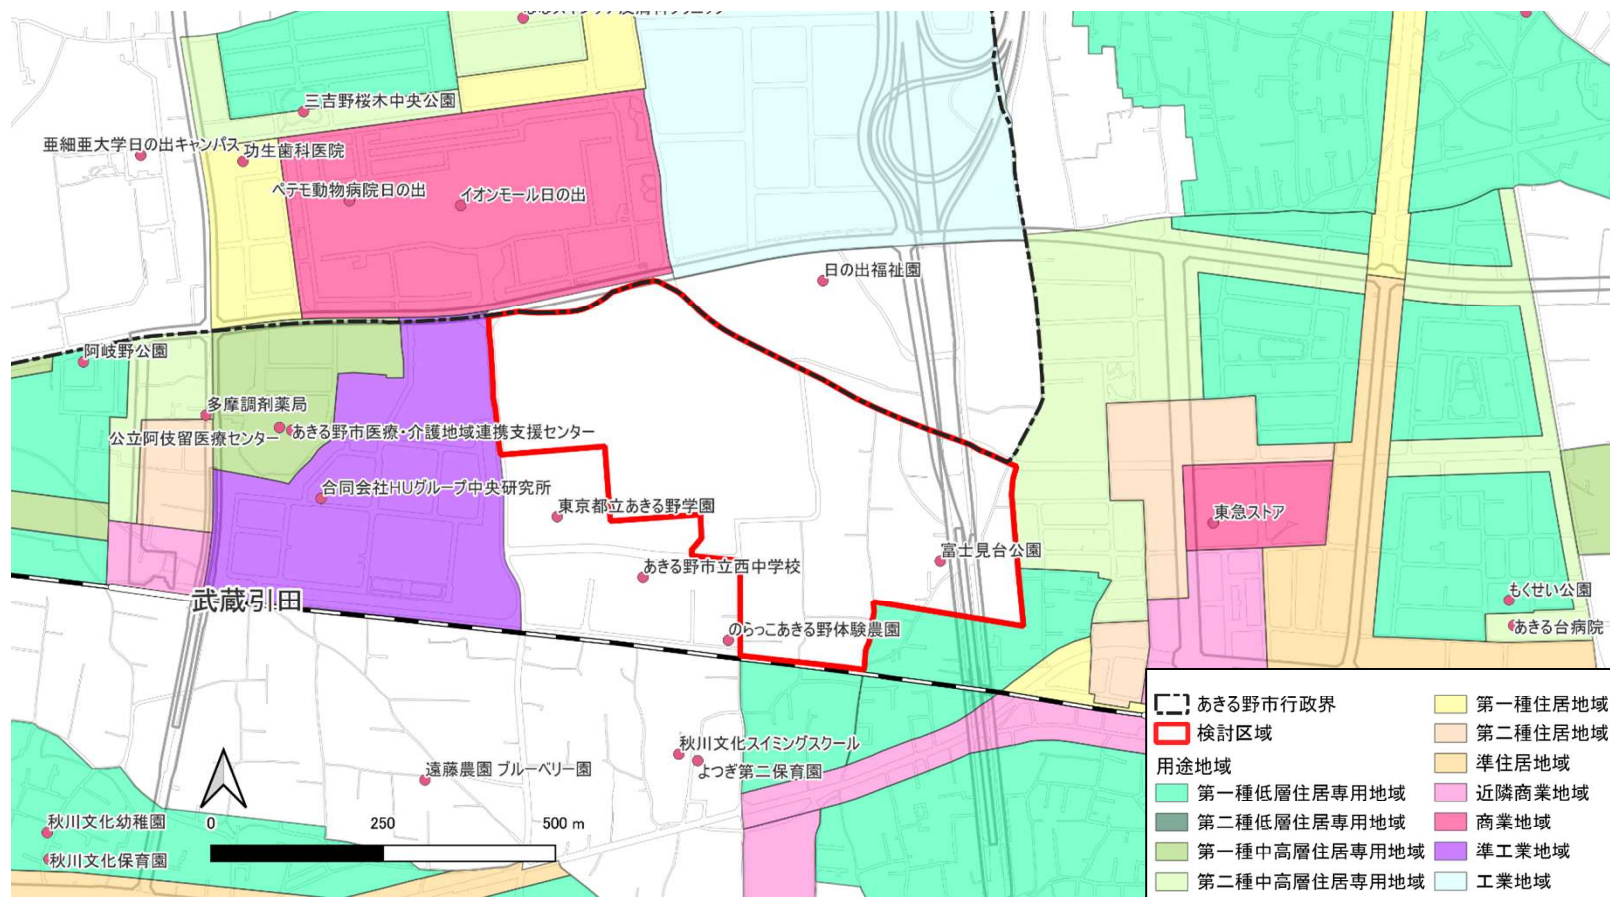 三吉野桜木中央公園
亜細亜大学日の出キャンパス
功生歯科医院
ペテモ動物病院日の出
イオンモール日の出
日の出福祉園
阿岐野公園
多摩調剤薬局
公立阿伎留医療センター
あきる野市医療・介護地域連携支援センター
合同会社HUグループ中央研究所
東京都立あきる野学園
東急ストア
富士見台公園
あきる野市立西中学校
武蔵引田
もくせい公園
のらっこあきる野体験農園
あきる台病院
秋川文化スイミングスクール
よつぎ第二保育園
遠藤農園 ブルーベリー園
秋川文化幼稚園
秋川文化保育園
0 250 500 m
あきる野市行政界
検討区域
用途地域
第一種低層住居専用地域
第二種低層住居専用地域
第一種中高層住居専用地域
第二種中高層住居専用地域
第一種住居地域
第二種住居地域
準住居地域
近隣商業地域
商業地域
準工業地域
工業地域